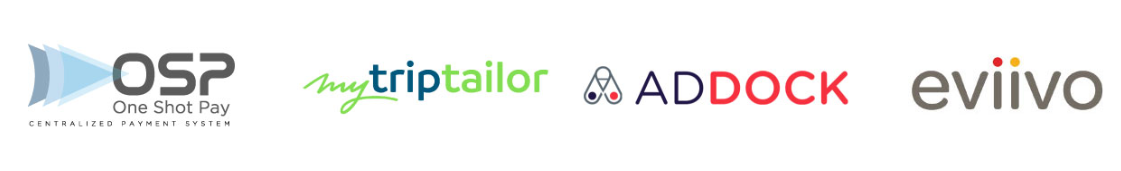 OSP
One Shot Pay
CENTRALIZED PAYMENT SYSTEM
mytriptailor
ADDOCK
eviivo